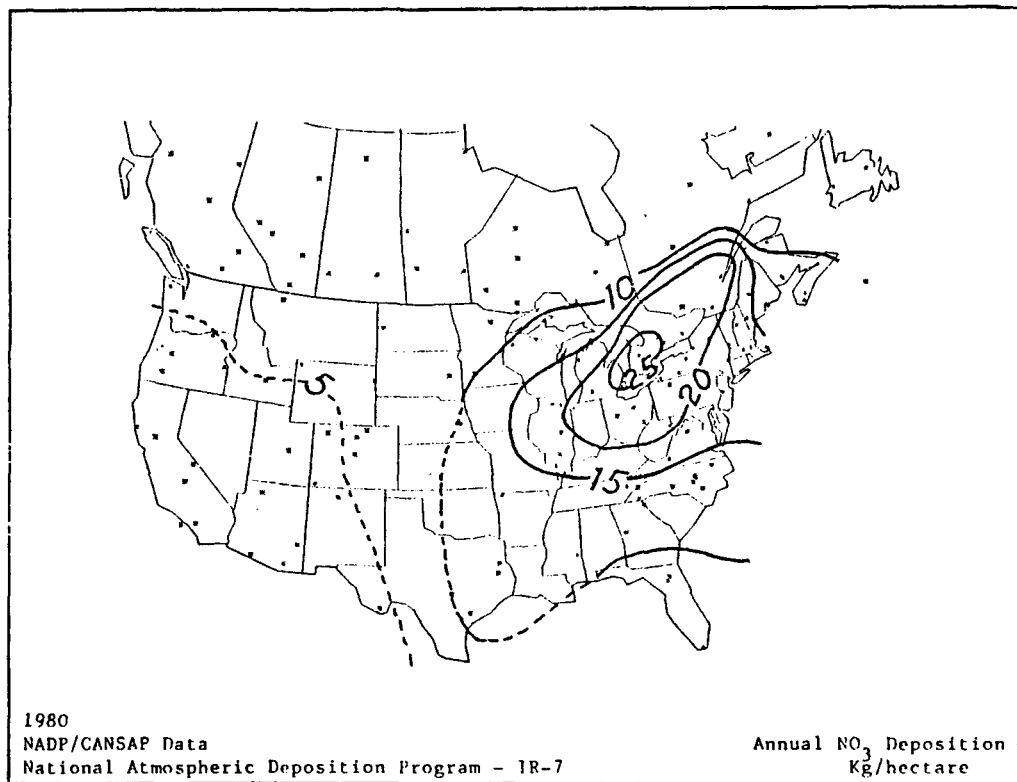 10
5
25
20
15
1980
NADP/CANSAP Data
National Atmospheric Deposition Program - IR-7
Annual NO3 Deposition -
Kg/hectare